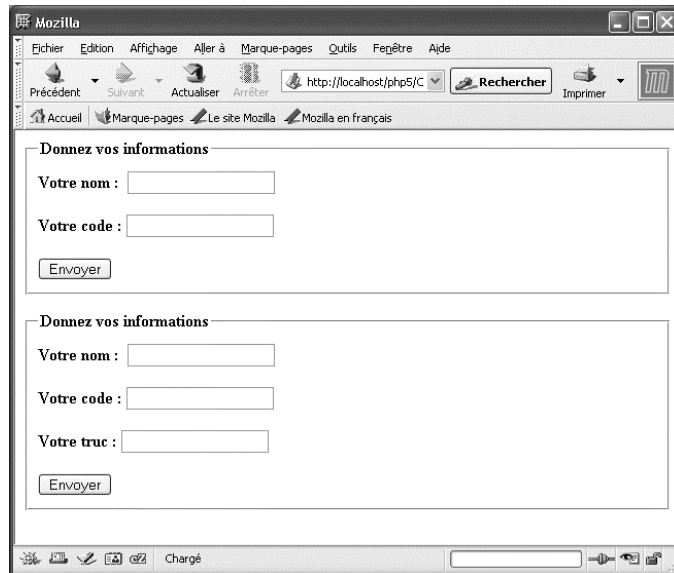 Mozilla
Fichier Edition Affichage Aller à Marque-pages Outils Fenêtre Aide
Précédent Suivant Actualiser Arrêter http://localhost/php5/C Rechercher Imprimer
Accueil Marque-pages Le site Mozilla Mozilla en français
Donnez vos informations
Votre nom :
Votre code :
Envoyer
Donnez vos informations
Votre nom :
Votre code :
Votre truc :
Envoyer
Chargé